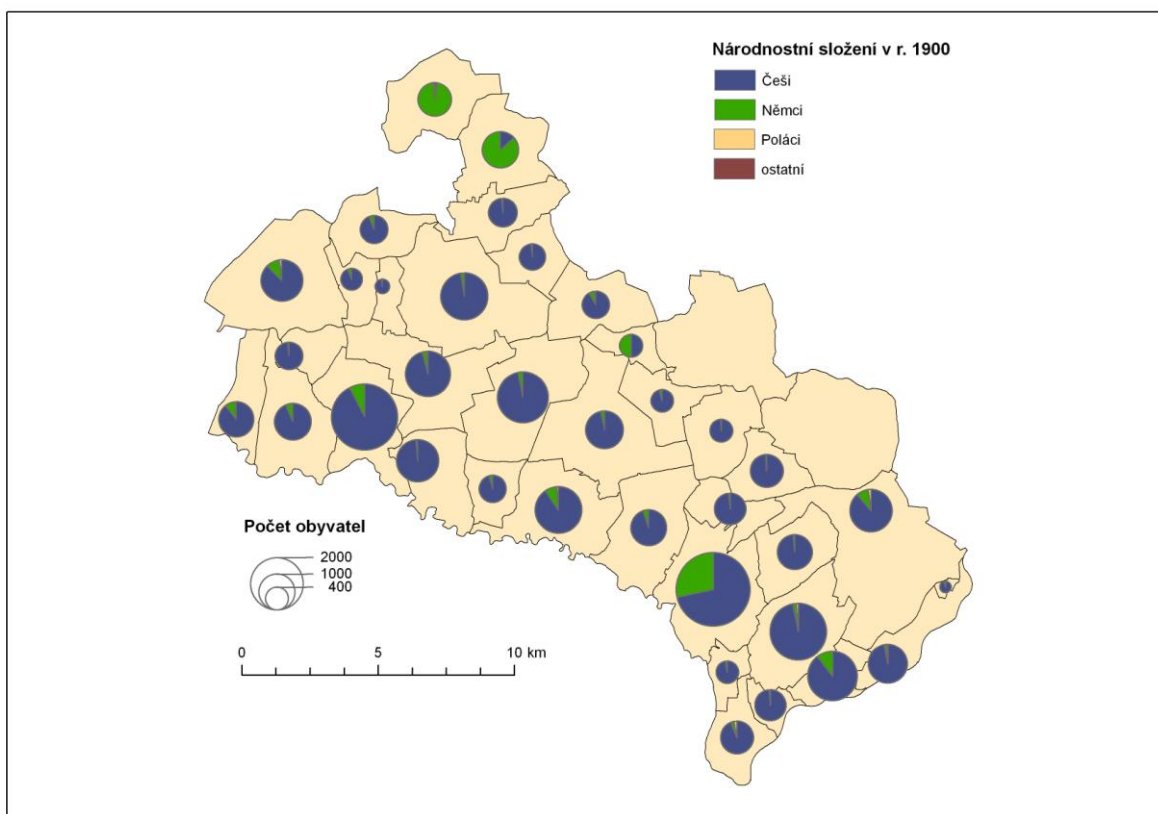 Národnostní složení v r. 1900
Češi
Němci
Poláci
ostatní
Počet obyvatel
2000
1000
400
0 5 10 km